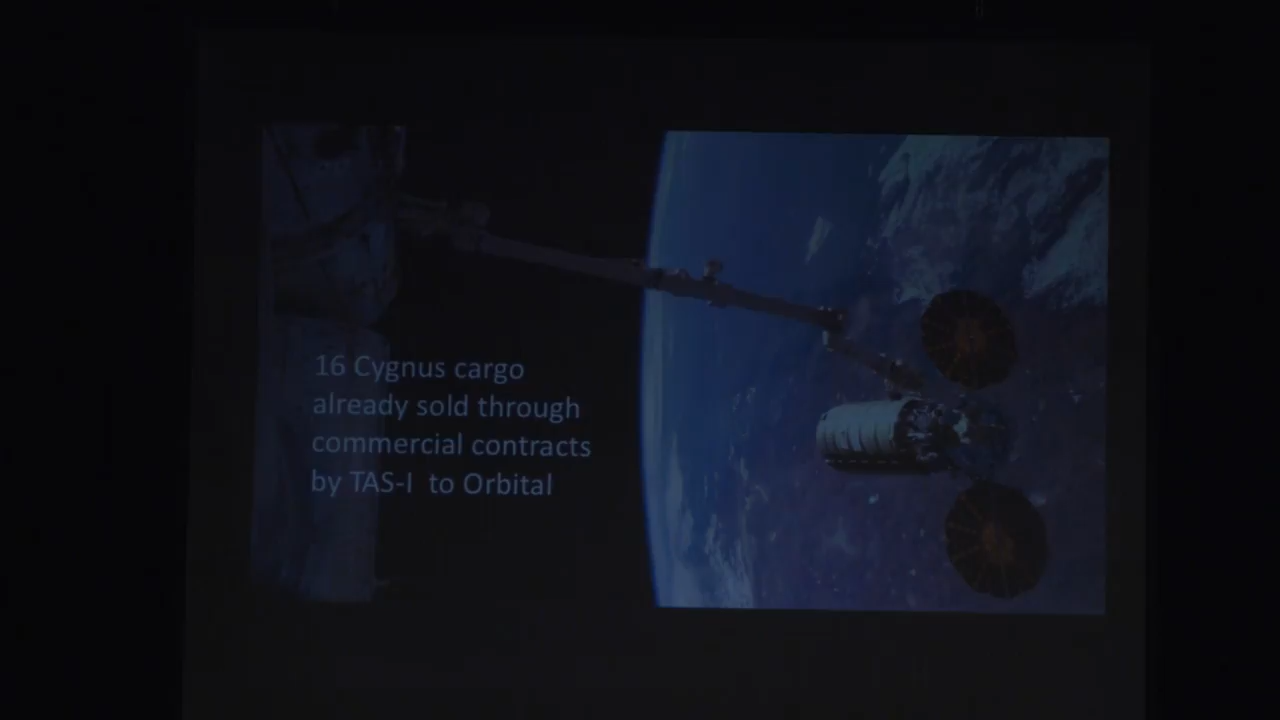 16 Cygnus cargo
already sold through
commercial contracts
by TAS-I to Orbital